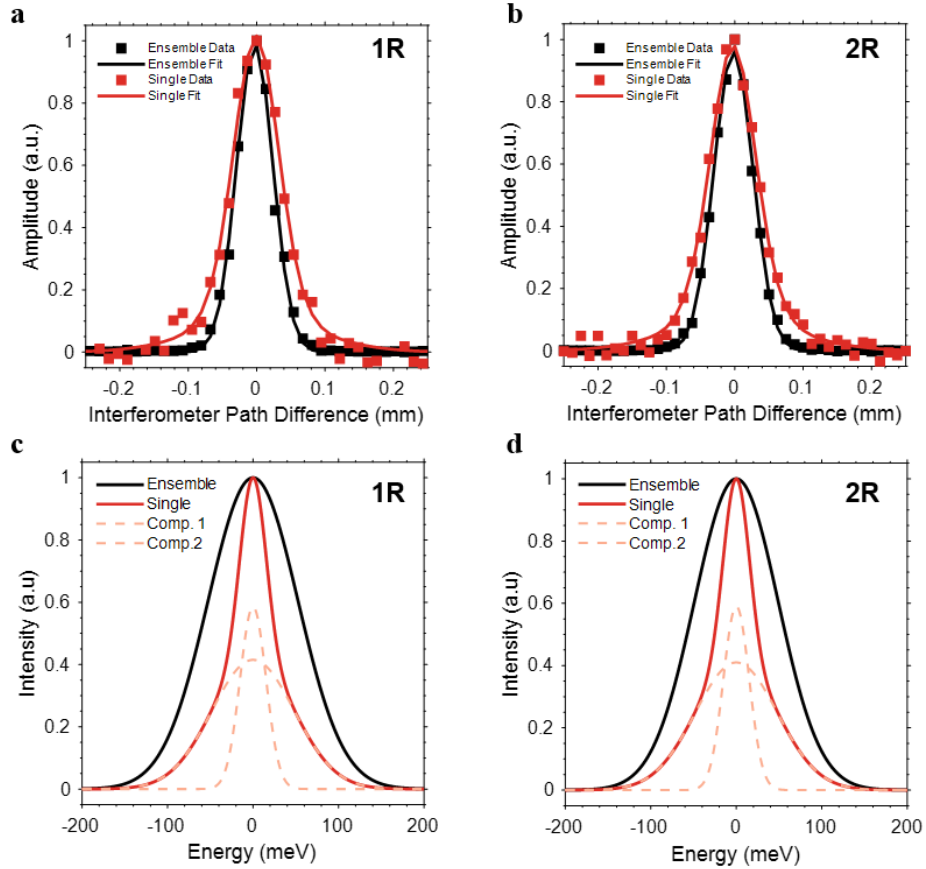 a
1R
Ensemble Data
Ensemble Fit
Single Data
Single Fit
1
0.8
0.6
0.4
0.2
0
-0.2
-0.1
0
0.1
0.2
Amplitude (a.u.)
Interferometer Path Difference (mm)
b
2R
Ensemble Data
Ensemble Fit
Single Data
Single Fit
1
0.8
0.6
0.4
0.2
0
-0.2
-0.1
0
0.1
0.2
Amplitude (a.u.)
Interferometer Path Difference (mm)
c
1R
Ensemble
Single
Comp. 1
Comp.2
1
0.8
0.6
0.4
0.2
0
-200
-100
0
100
200
Intensity (a.u)
Energy (meV)
d
2R
Ensemble
Single
Comp. 1
Comp.2
1
0.8
0.6
0.4
0.2
0
-200
-100
0
100
200
Intensity (a.u)
Energy (meV)